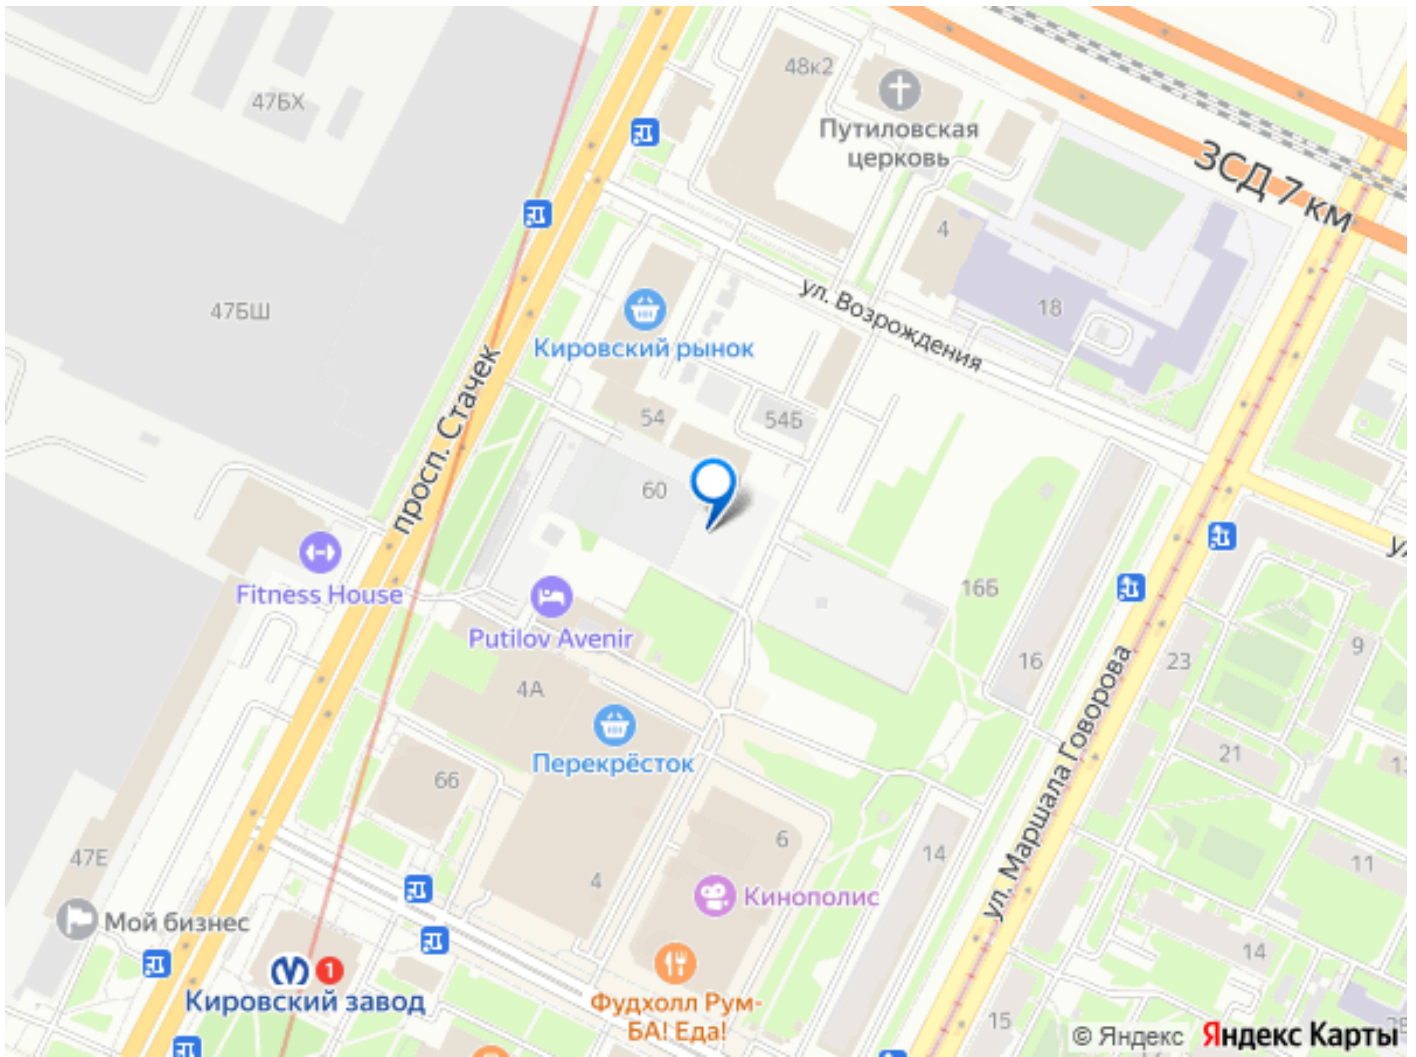 47БХ
48к2
Путиловская
церковь
ЗСД 7 км
4
18
47БШ
ул. Возрождения
Кировский рынок
просп. Стачек
54
54Б
60
Fitness House
Putilov Avenir
16Б
16
23
9
4А
Перекрёсток
21
66
ул. Маршала Говорова
6
14
11
47Е
4
Кинополис
Мой бизнес
14
1
Кировский завод
Фудхолл Рум-
БА! Еда!
15
© Яндекс Яндекс Карты